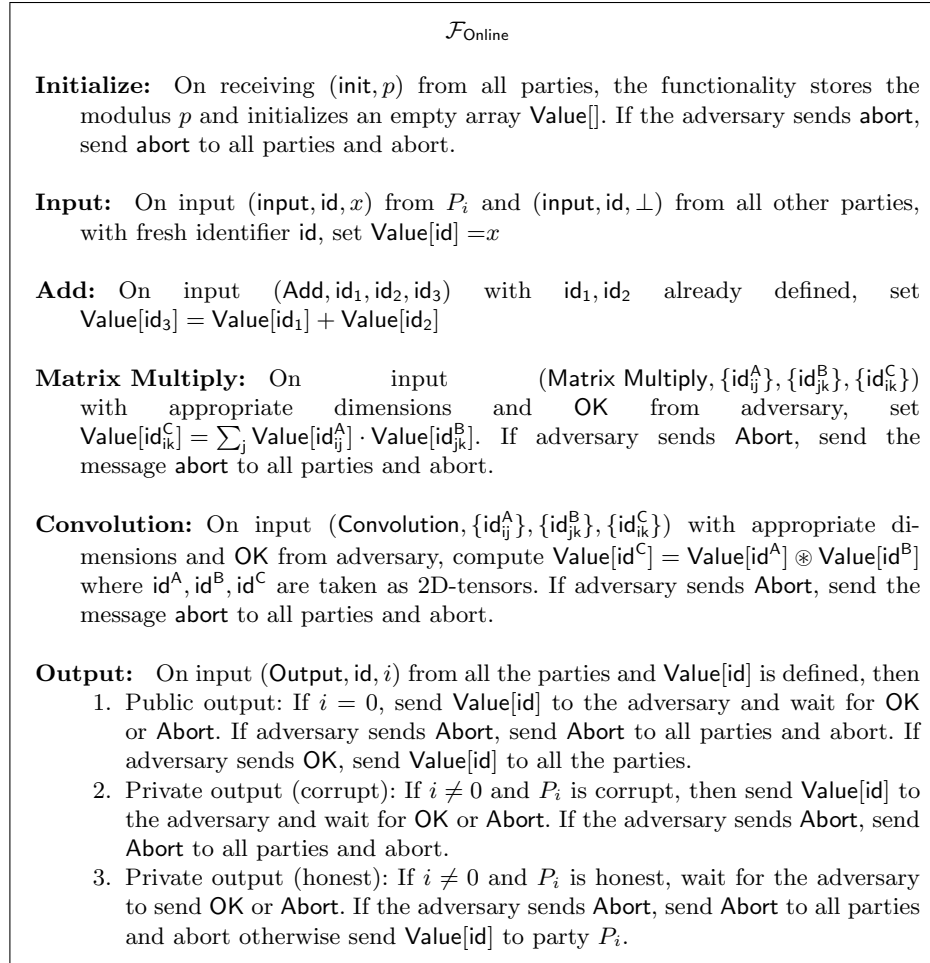 F_Online
Initialize: On receiving (init, p) from all parties, the functionality stores the
modulus p and initializes an empty array Value[]. If the adversary sends abort,
send abort to all parties and abort.
Input: On input (input, id, x) from P_i and (input, id, ⊥) from all other parties,
with fresh identifier id, set Value[id] =x
Add: On input (Add, id_1, id_2, id_3) with id_1, id_2 already defined, set
Value[id_3] = Value[id_1] + Value[id_2]
Matrix Multiply: On input (Matrix Multiply, {id^A_ij}, {id^B_jk}, {id^C_ik})
with appropriate dimensions and OK from adversary, set
Value[id^C_ik] = ∑_j Value[id^A_ij] · Value[id^B_jk]. If adversary sends Abort, send the
message abort to all parties and abort.
Convolution: On input (Convolution, {id^A_ij}, {id^B_jk}, {id^C_ik}) with appropriate di-
mensions and OK from adversary, compute Value[id^C] = Value[id^A] ⊛ Value[id^B]
where id^A, id^B, id^C are taken as 2D-tensors. If adversary sends Abort, send the
message abort to all parties and abort.
Output: On input (Output, id, i) from all the parties and Value[id] is defined, then
1. Public output: If i = 0, send Value[id] to the adversary and wait for OK
or Abort. If adversary sends Abort, send Abort to all parties and abort. If
adversary sends OK, send Value[id] to all the parties.
2. Private output (corrupt): If i ≠ 0 and P_i is corrupt, then send Value[id] to
the adversary and wait for OK or Abort. If the adversary sends Abort, send
Abort to all parties and abort.
3. Private output (honest): If i ≠ 0 and P_i is honest, wait for the adversary
to send OK or Abort. If the adversary sends Abort, send Abort to all parties
and abort otherwise send Value[id] to party P_i.